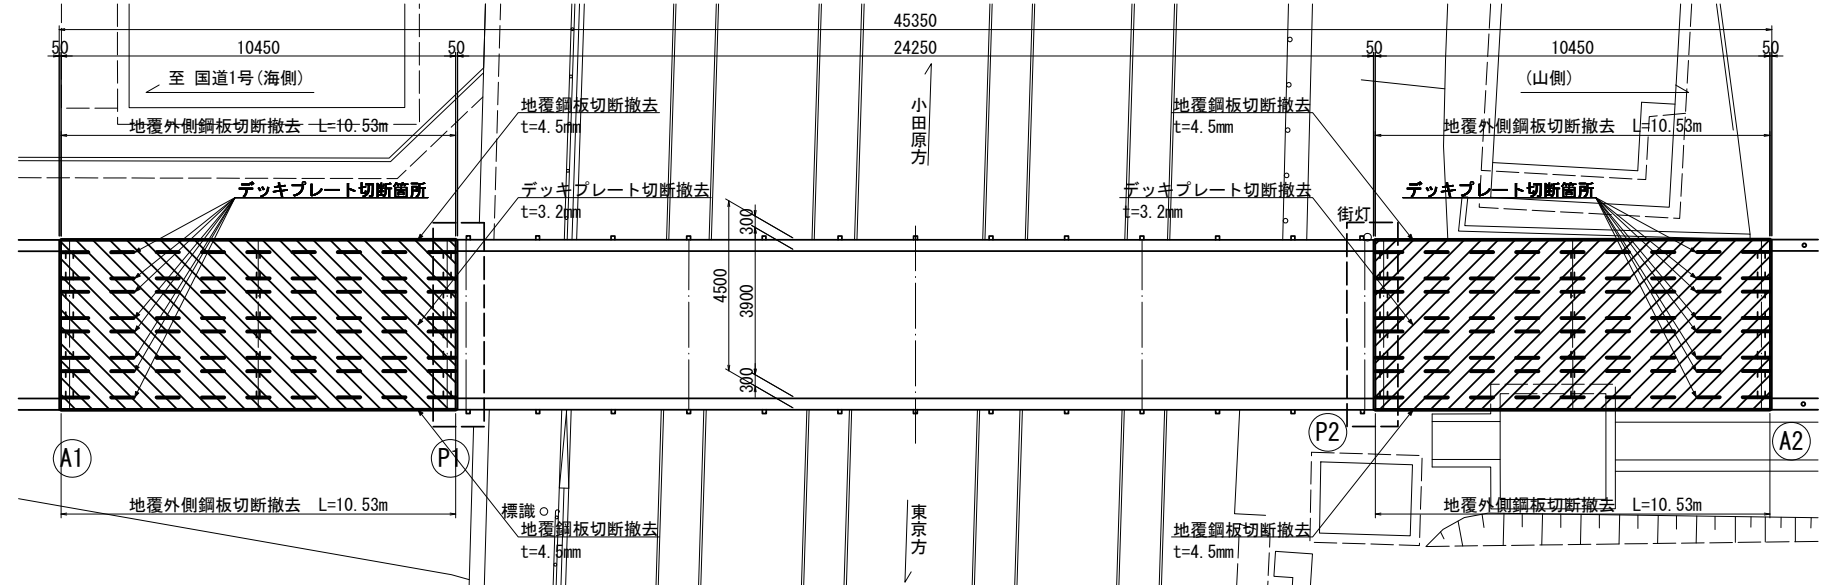 45350
50
10450
50
24250
50
10450
50
至 国道1号(海側)
(山側)
小田原方
地覆鋼板切断撤去
t=4.5mm
地覆鋼板切断撤去
t=4.5mm
地覆外側鋼板切断撤去 L=10.53m
地覆外側鋼板切断撤去 L=10.53m
デッキプレート切断箇所
デッキプレート切断撤去
t=3.2mm
デッキプレート切断撤去
t=3.2mm
デッキプレート切断箇所
街灯
300
4500
3900
300
A1
P1
P2
A2
地覆外側鋼板切断撤去 L=10.53m
地覆外側鋼板切断撤去 L=10.53m
標識
地覆鋼板切断撤去
t=4.5mm
東京方
地覆鋼板切断撤去
t=4.5mm